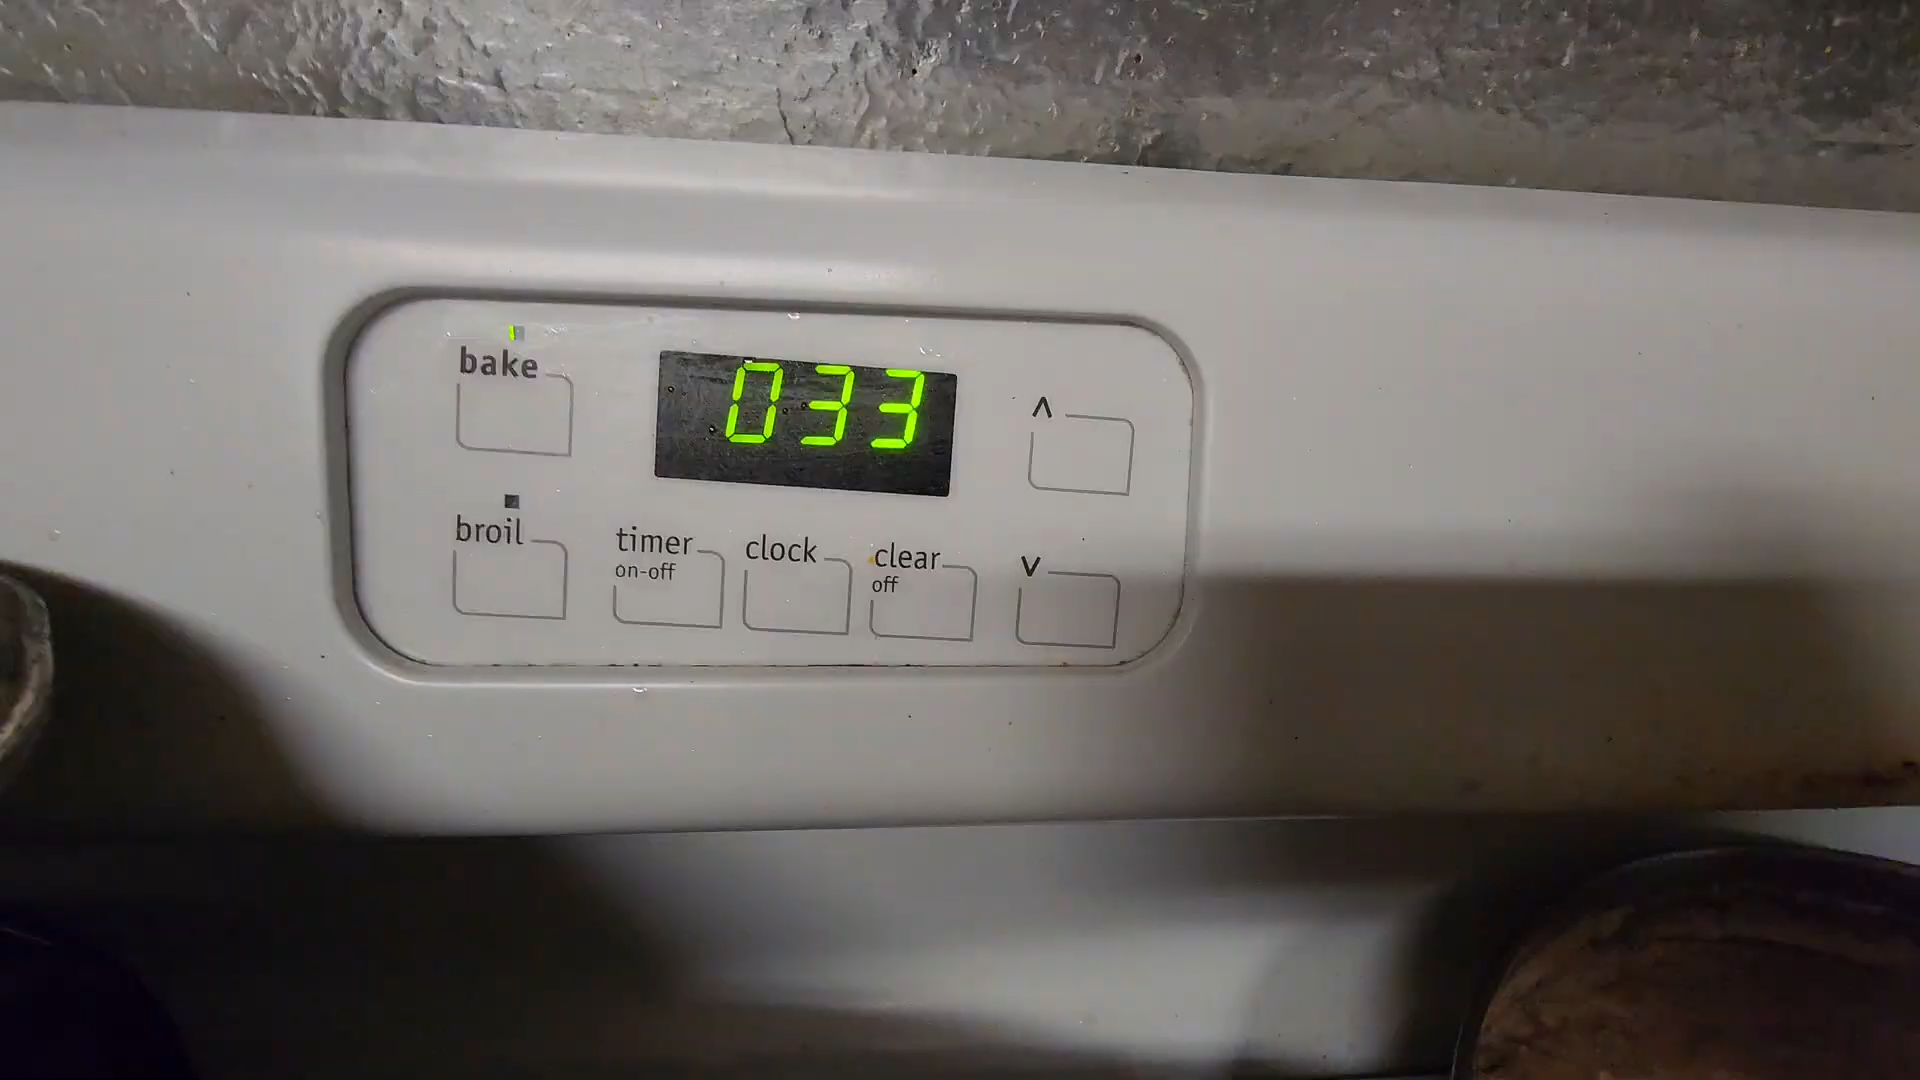 bake
033
^
broil
timer
on-off
clock
clear
off
v